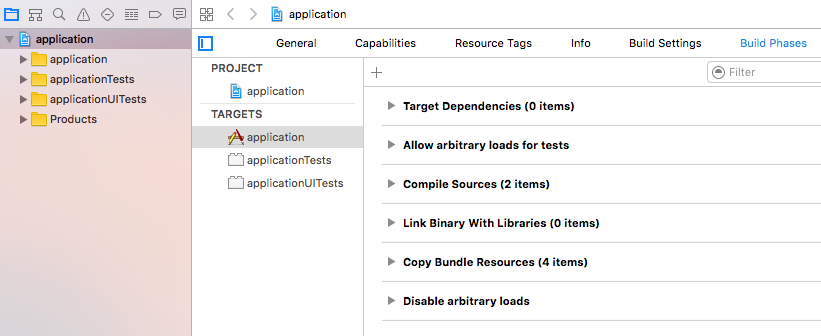 application
General Capabilities Resource Tags Info Build Settings Build Phases
application
application
applicationTests
applicationUITests
Products
PROJECT
application
TARGETS
application
applicationTests
applicationUITests
Filter
Target Dependencies (0 items)
Allow arbitrary loads for tests
Compile Sources (2 items)
Link Binary With Libraries (0 items)
Copy Bundle Resources (4 items)
Disable arbitrary loads